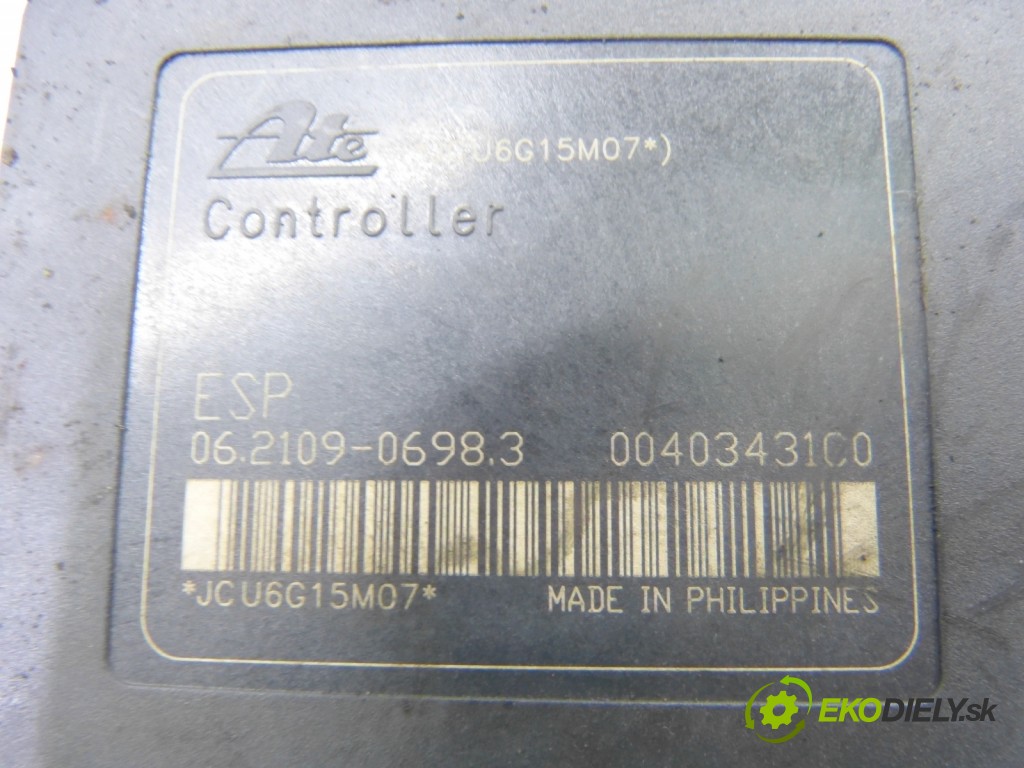 Ate U6G15M07*)
Controller
ESP
06.2109-0698.3 00403431C0
*JCU6G15M07* MADE IN PHILIPPINES
EKODIELY.sk